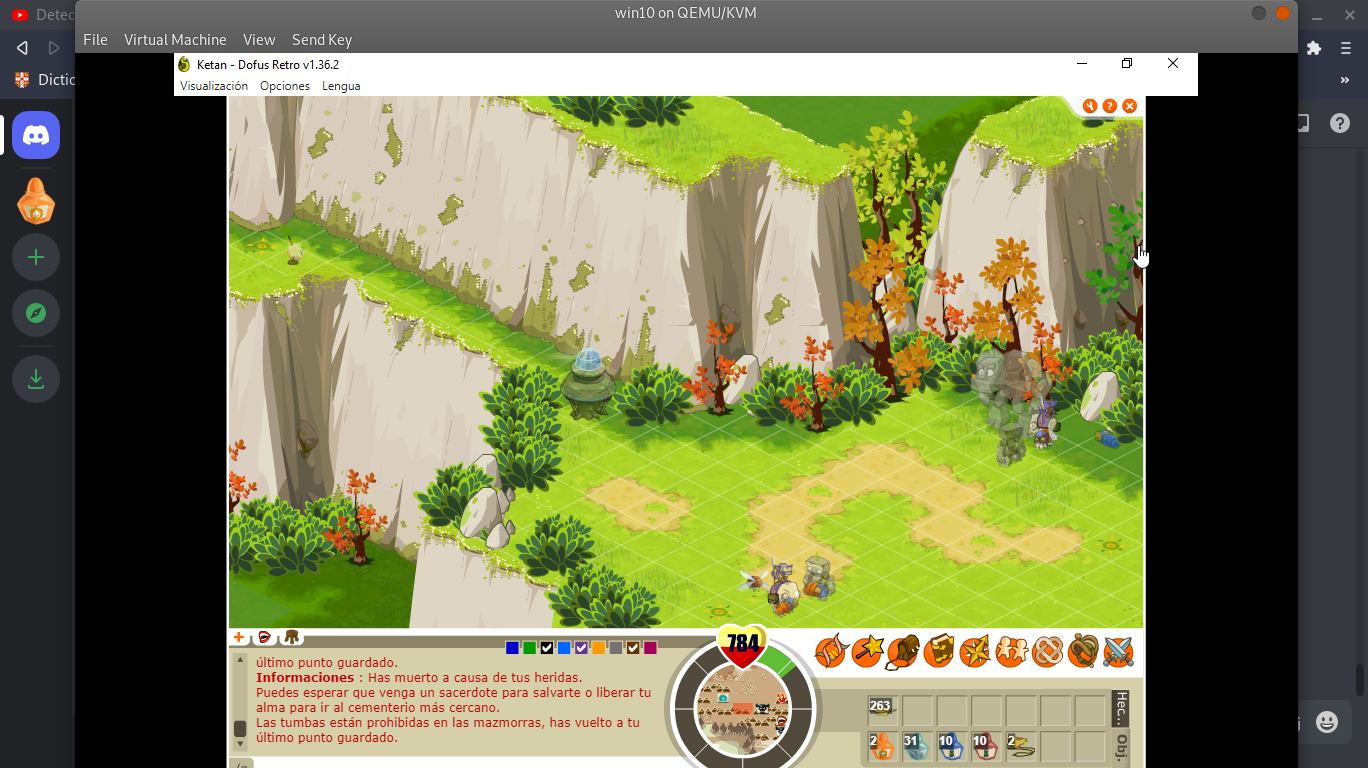 Detec
win10 on QEMU/KVM
File Virtual Machine View Send Key
Dictio
Ketan - Dofus Retro v1.36.2
Visualización Opciones Lengua
último punto guardado.
Informaciones : Has muerto a causa de tus heridas.
Puedes esperar que venga un sacerdote para salvarte o liberar tu
alma para ir al cementerio más cercano.
Las tumbas están prohibidas en las mazmorras, has vuelto a tu
último punto guardado.
784
263
Hec...
2 31 10 10 2
Obj.